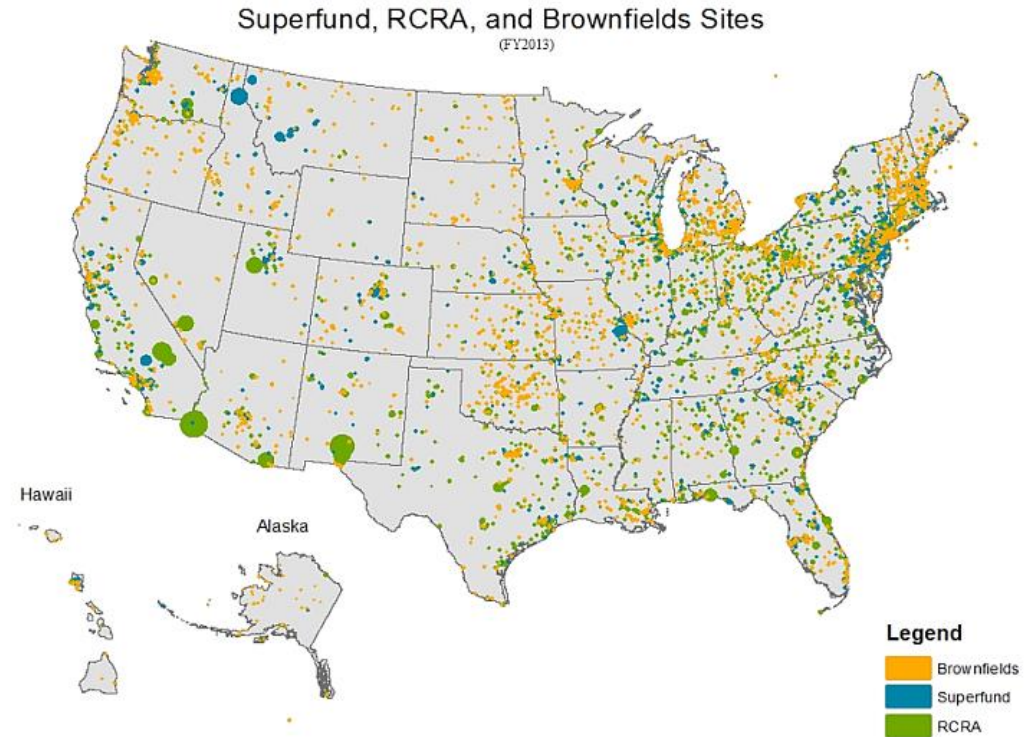 Superfund, RCRA, and Brownfields Sites
(FY2013)
Hawaii
Alaska
Legend
Brownfields
Superfund
RCRA